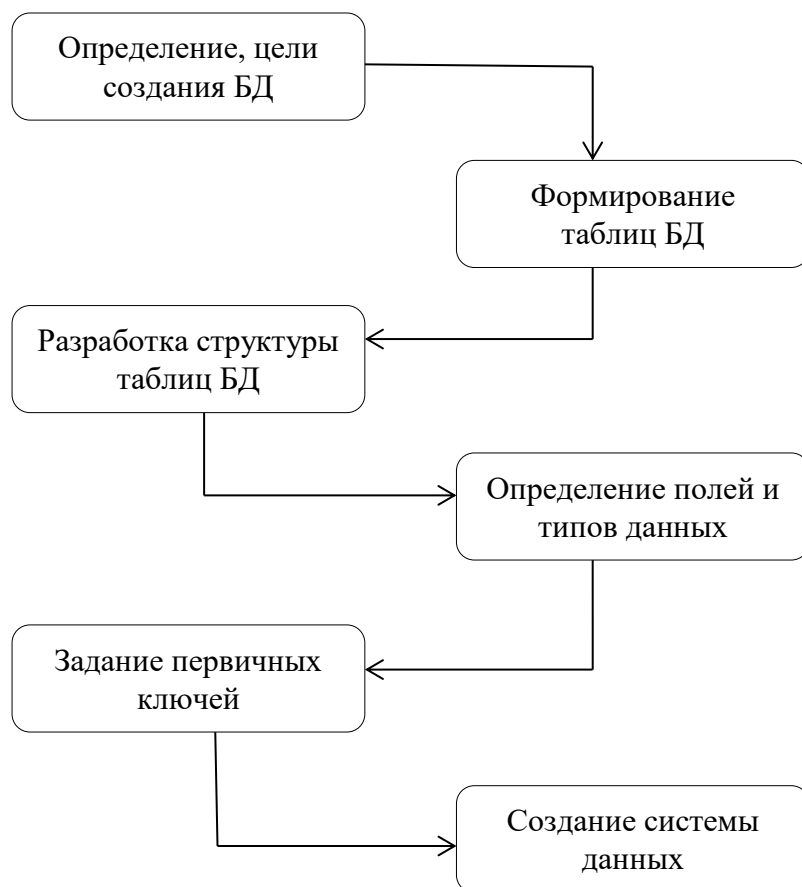 Определение, цели
создания БД
Формирование
таблиц БД
Разработка структуры
таблиц БД
Определение полей и
типов данных
Задание первичных
ключей
Создание системы
данных